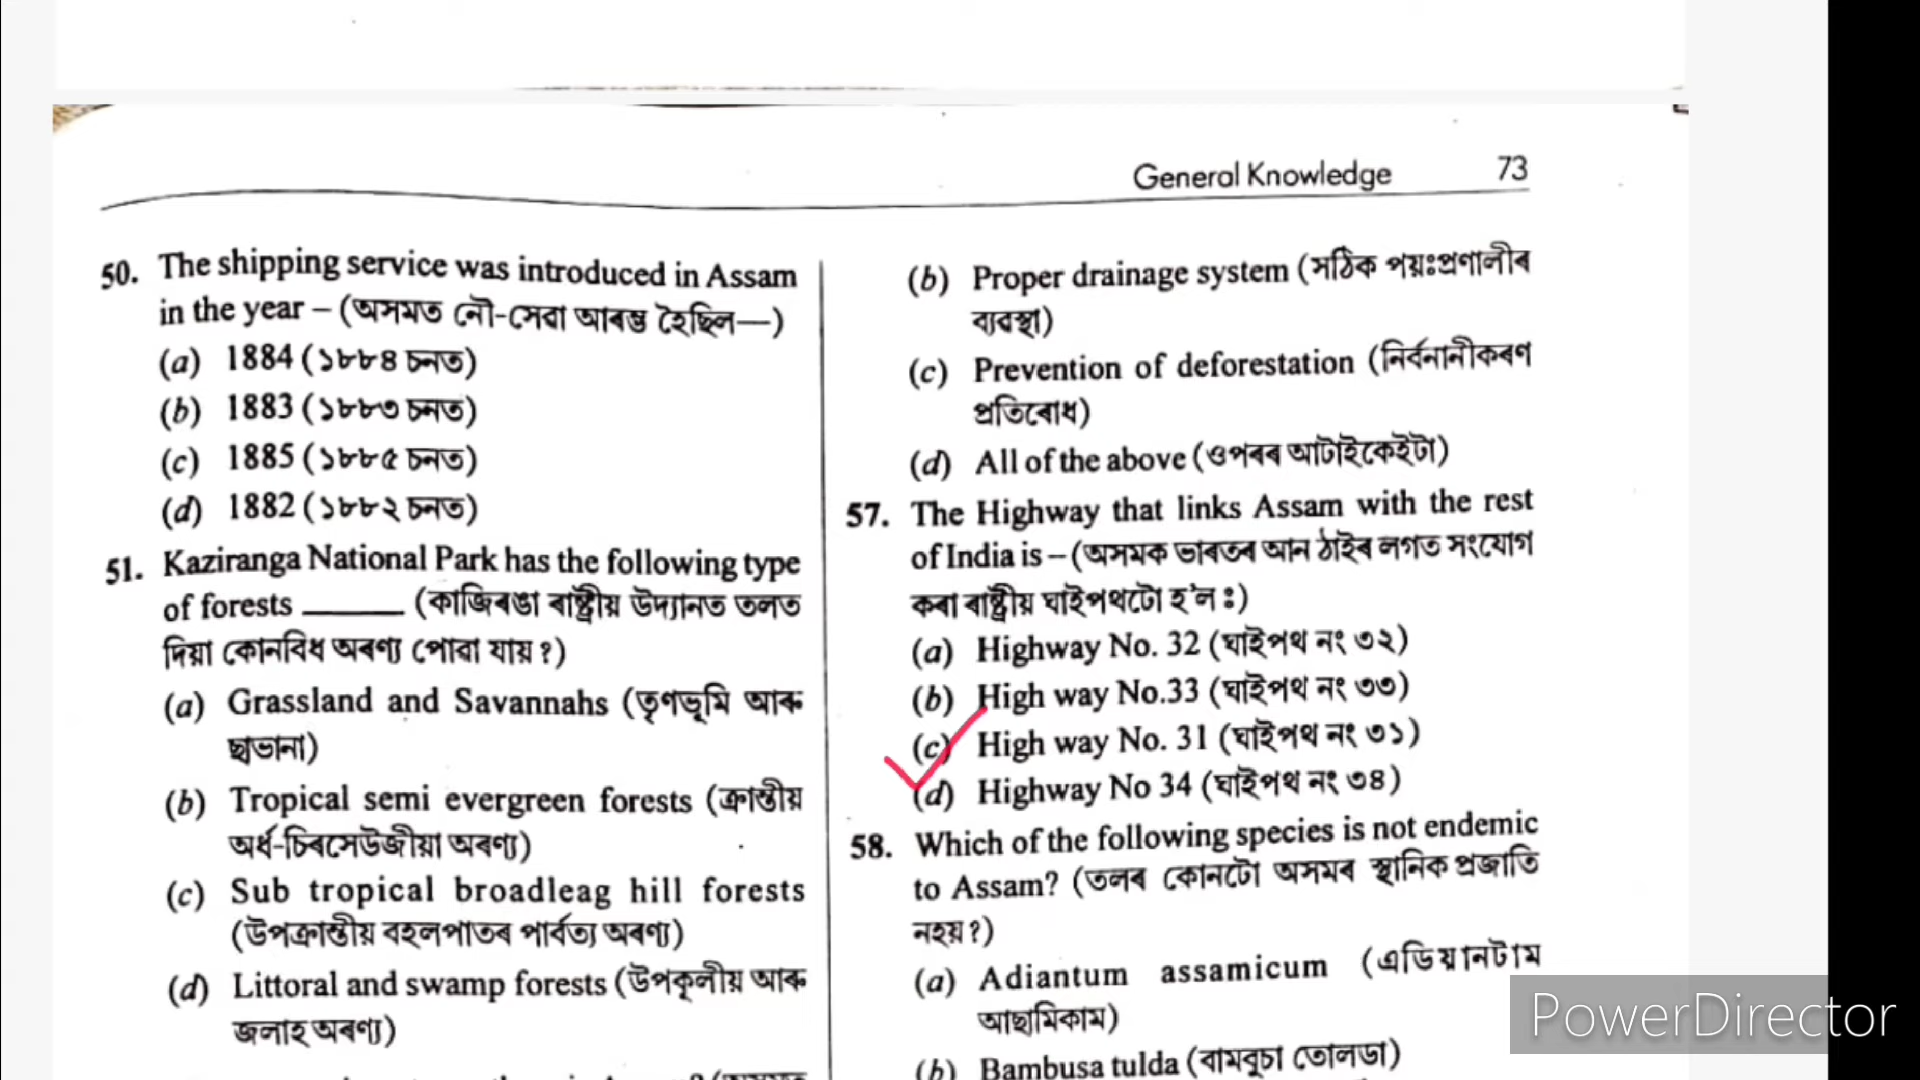 General Knowledge 73
50. The shipping service was introduced in Assam
in the year – (অসমত নৌ-সেৱা আৰম্ভ হৈছিল—)
(a) 1884 (১৮৮৪ চনত)
(b) 1883 (১৮৮৩ চনত)
(c) 1885 (১৮৮৫ চনত)
(d) 1882 (১৮৮২ চনত)
51. Kaziranga National Park has the following type
of forests ______ (কাজিৰঙা ৰাষ্ট্ৰীয় উদ্যানত তলত
দিয়া কোনবিধ অৰণ্য পোৱা যায়?)
(a) Grassland and Savannahs (তৃণভূমি আৰু
ছাভানা)
(b) Tropical semi evergreen forests (ক্ৰান্তীয়
অৰ্ধ-চিৰসেউজীয়া অৰণ্য)
(c) Sub tropical broadleag hill forests
(উপক্ৰান্তীয় বহলপাতৰ পাৰ্বত্য অৰণ্য)
(d) Littoral and swamp forests (উপকূলীয় আৰু
জলাহ অৰণ্য)
(b) Proper drainage system (সঠিক পয়ঃপ্ৰণালীৰ
ব্যৱস্থা)
(c) Prevention of deforestation (নিৰ্বনানীকৰণ
প্ৰতিৰোধ)
(d) All of the above (ওপৰৰ আটাইকেইটা)
57. The Highway that links Assam with the rest
of India is – (অসমক ভাৰতৰ আন ঠাইৰ লগত সংযোগ
কৰা ৰাষ্ট্ৰীয় ঘাইপথটো হ'ল ঃ)
(a) Highway No. 32 (ঘাইপথ নং ৩২)
(b) High way No.33 (ঘাইপথ নং ৩৩)
(c) High way No. 31 (ঘাইপথ নং ৩১)
(d) Highway No 34 (ঘাইপথ নং ৩৪)
58. Which of the following species is not endemic
to Assam? (তলৰ কোনটো অসমৰ স্থানিক প্ৰজাতি
নহয়?)
(a) Adiantum assamicum (এডিয়ানটাম
আছামিকাম)
(b) Bambusa tulda (বামবুচা তোলডা)
PowerDirector